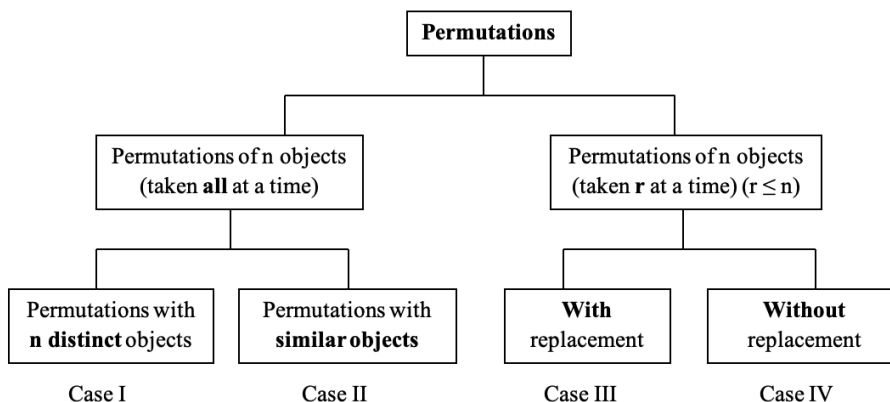 Permutations
Permutations of n objects
(taken all at a time)
Permutations of n objects
(taken r at a time) (r ≤ n)
Permutations with
n distinct objects
Permutations with
similar objects
With
replacement
Without
replacement
Case I
Case II
Case III
Case IV